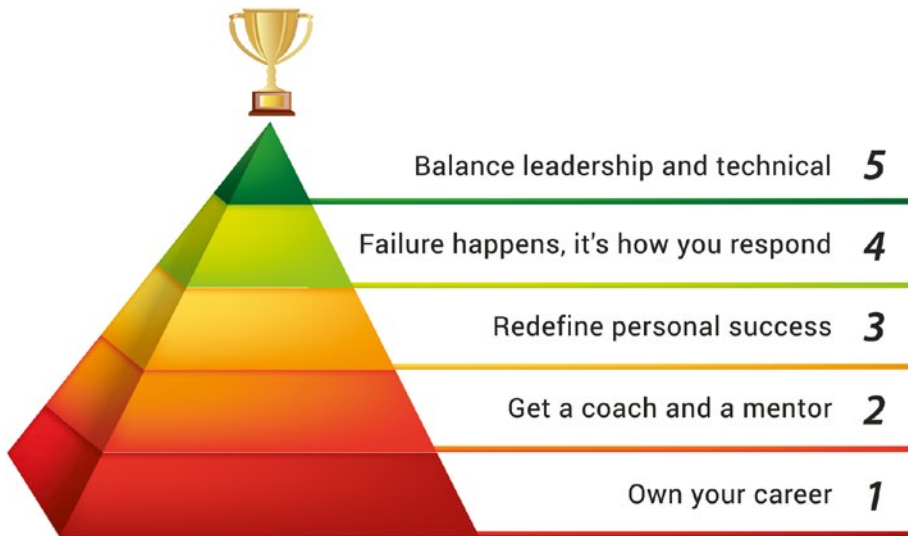 Balance leadership and technical 5
Failure happens, it's how you respond 4
Redefine personal success 3
Get a coach and a mentor 2
Own your career 1